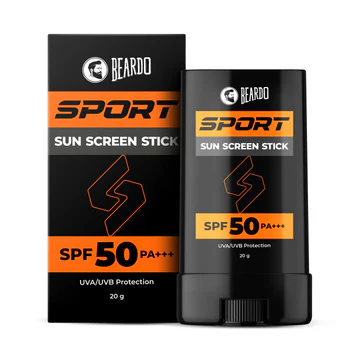 BEARDO
SPORT
SUN SCREEN STICK
SPF 50 PA+++
UVA/UVB Protection
20 g
BEARDO
SPORT
SUN SCREEN STICK
SPF 50 PA+++
UVA/UVB Protection
20 g